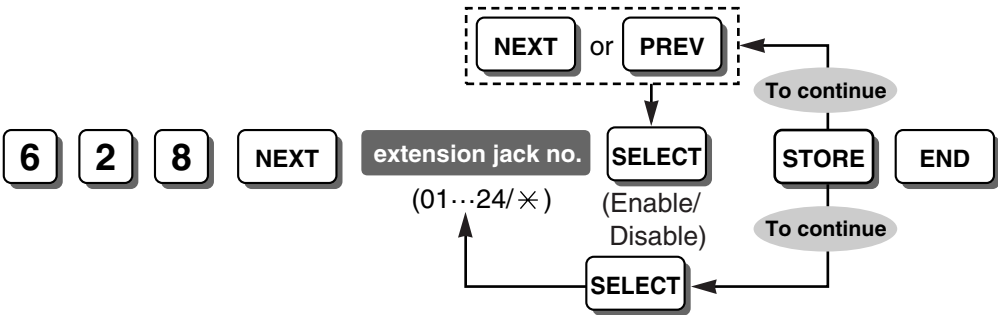 NEXT or PREV
To continue
6 2 8 NEXT extension jack no. SELECT STORE END
(01···24/✳)
(Enable/
Disable)
To continue
SELECT